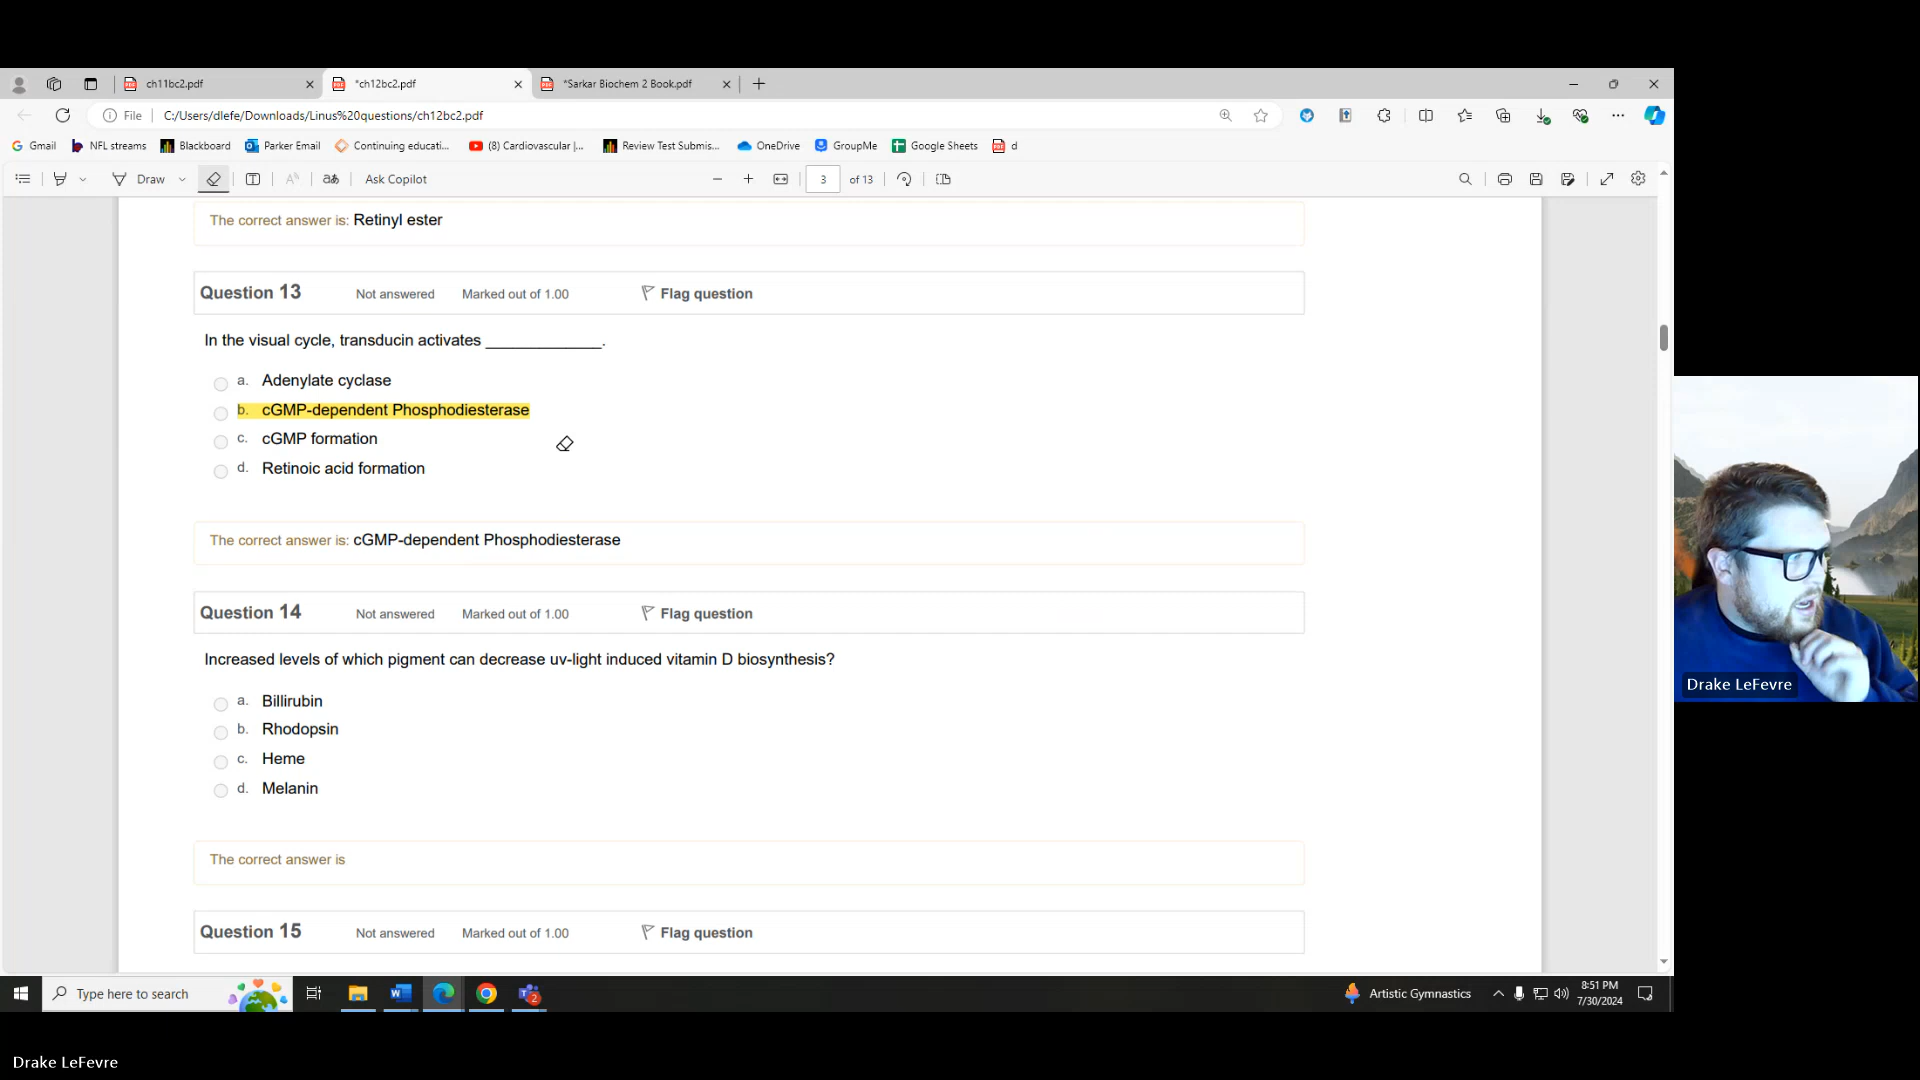 ch11bc2.pdf
*ch12bc2.pdf
*Sarkar Biochem 2 Book.pdf
File
C:/Users/dlefe/Downloads/Linus%20questions/ch12bc2.pdf
Gmail
NFL streams
Blackboard
Parker Email
Continuing educati...
(8) Cardiovascular |...
Review Test Submis...
OneDrive
GroupMe
Google Sheets
d
Draw
Ask Copilot
3 of 13
The correct answer is: Retinyl ester
Question 13 Not answered Marked out of 1.00 Flag question
In the visual cycle, transducin activates _____________.
a. Adenylate cyclase
b. cGMP-dependent Phosphodiesterase
c. cGMP formation
d. Retinoic acid formation
The correct answer is: cGMP-dependent Phosphodiesterase
Question 14 Not answered Marked out of 1.00 Flag question
Increased levels of which pigment can decrease uv-light induced vitamin D biosynthesis?
a. Billirubin
b. Rhodopsin
c. Heme
d. Melanin
The correct answer is
Question 15 Not answered Marked out of 1.00 Flag question
Drake LeFevre
Type here to search
2
Artistic Gymnastics
8:51 PM
7/30/2024
Drake LeFevre